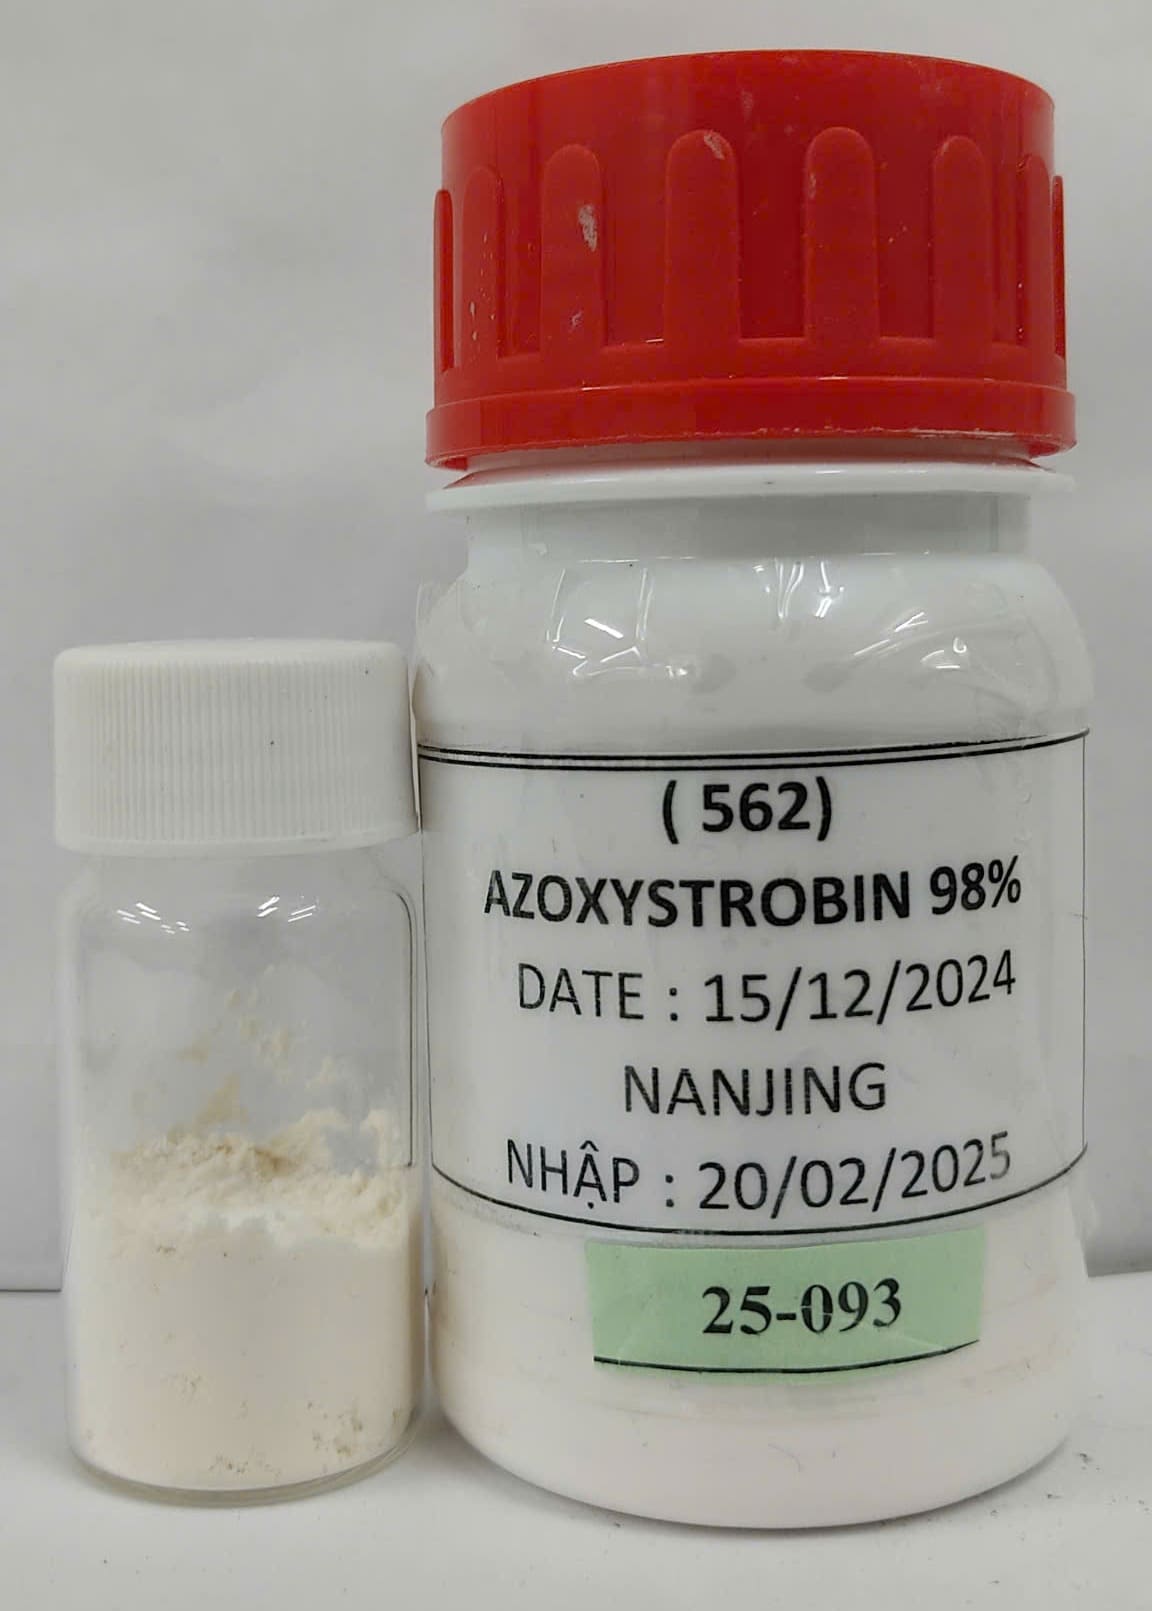 ( 562)
AZOXYSTROBIN 98%
DATE : 15/12/2024
NANJING
NHẬP : 20/02/2025
25-093